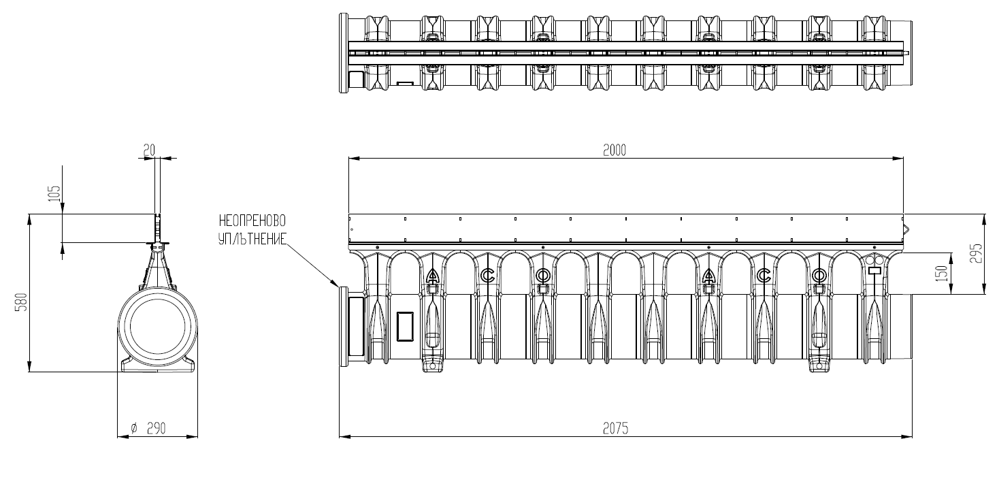 20
2000
105
НЕОПРЕНОВО
УПЛЪТНЕНИЕ
295
150
A C O A C O
580
ø 290
2075